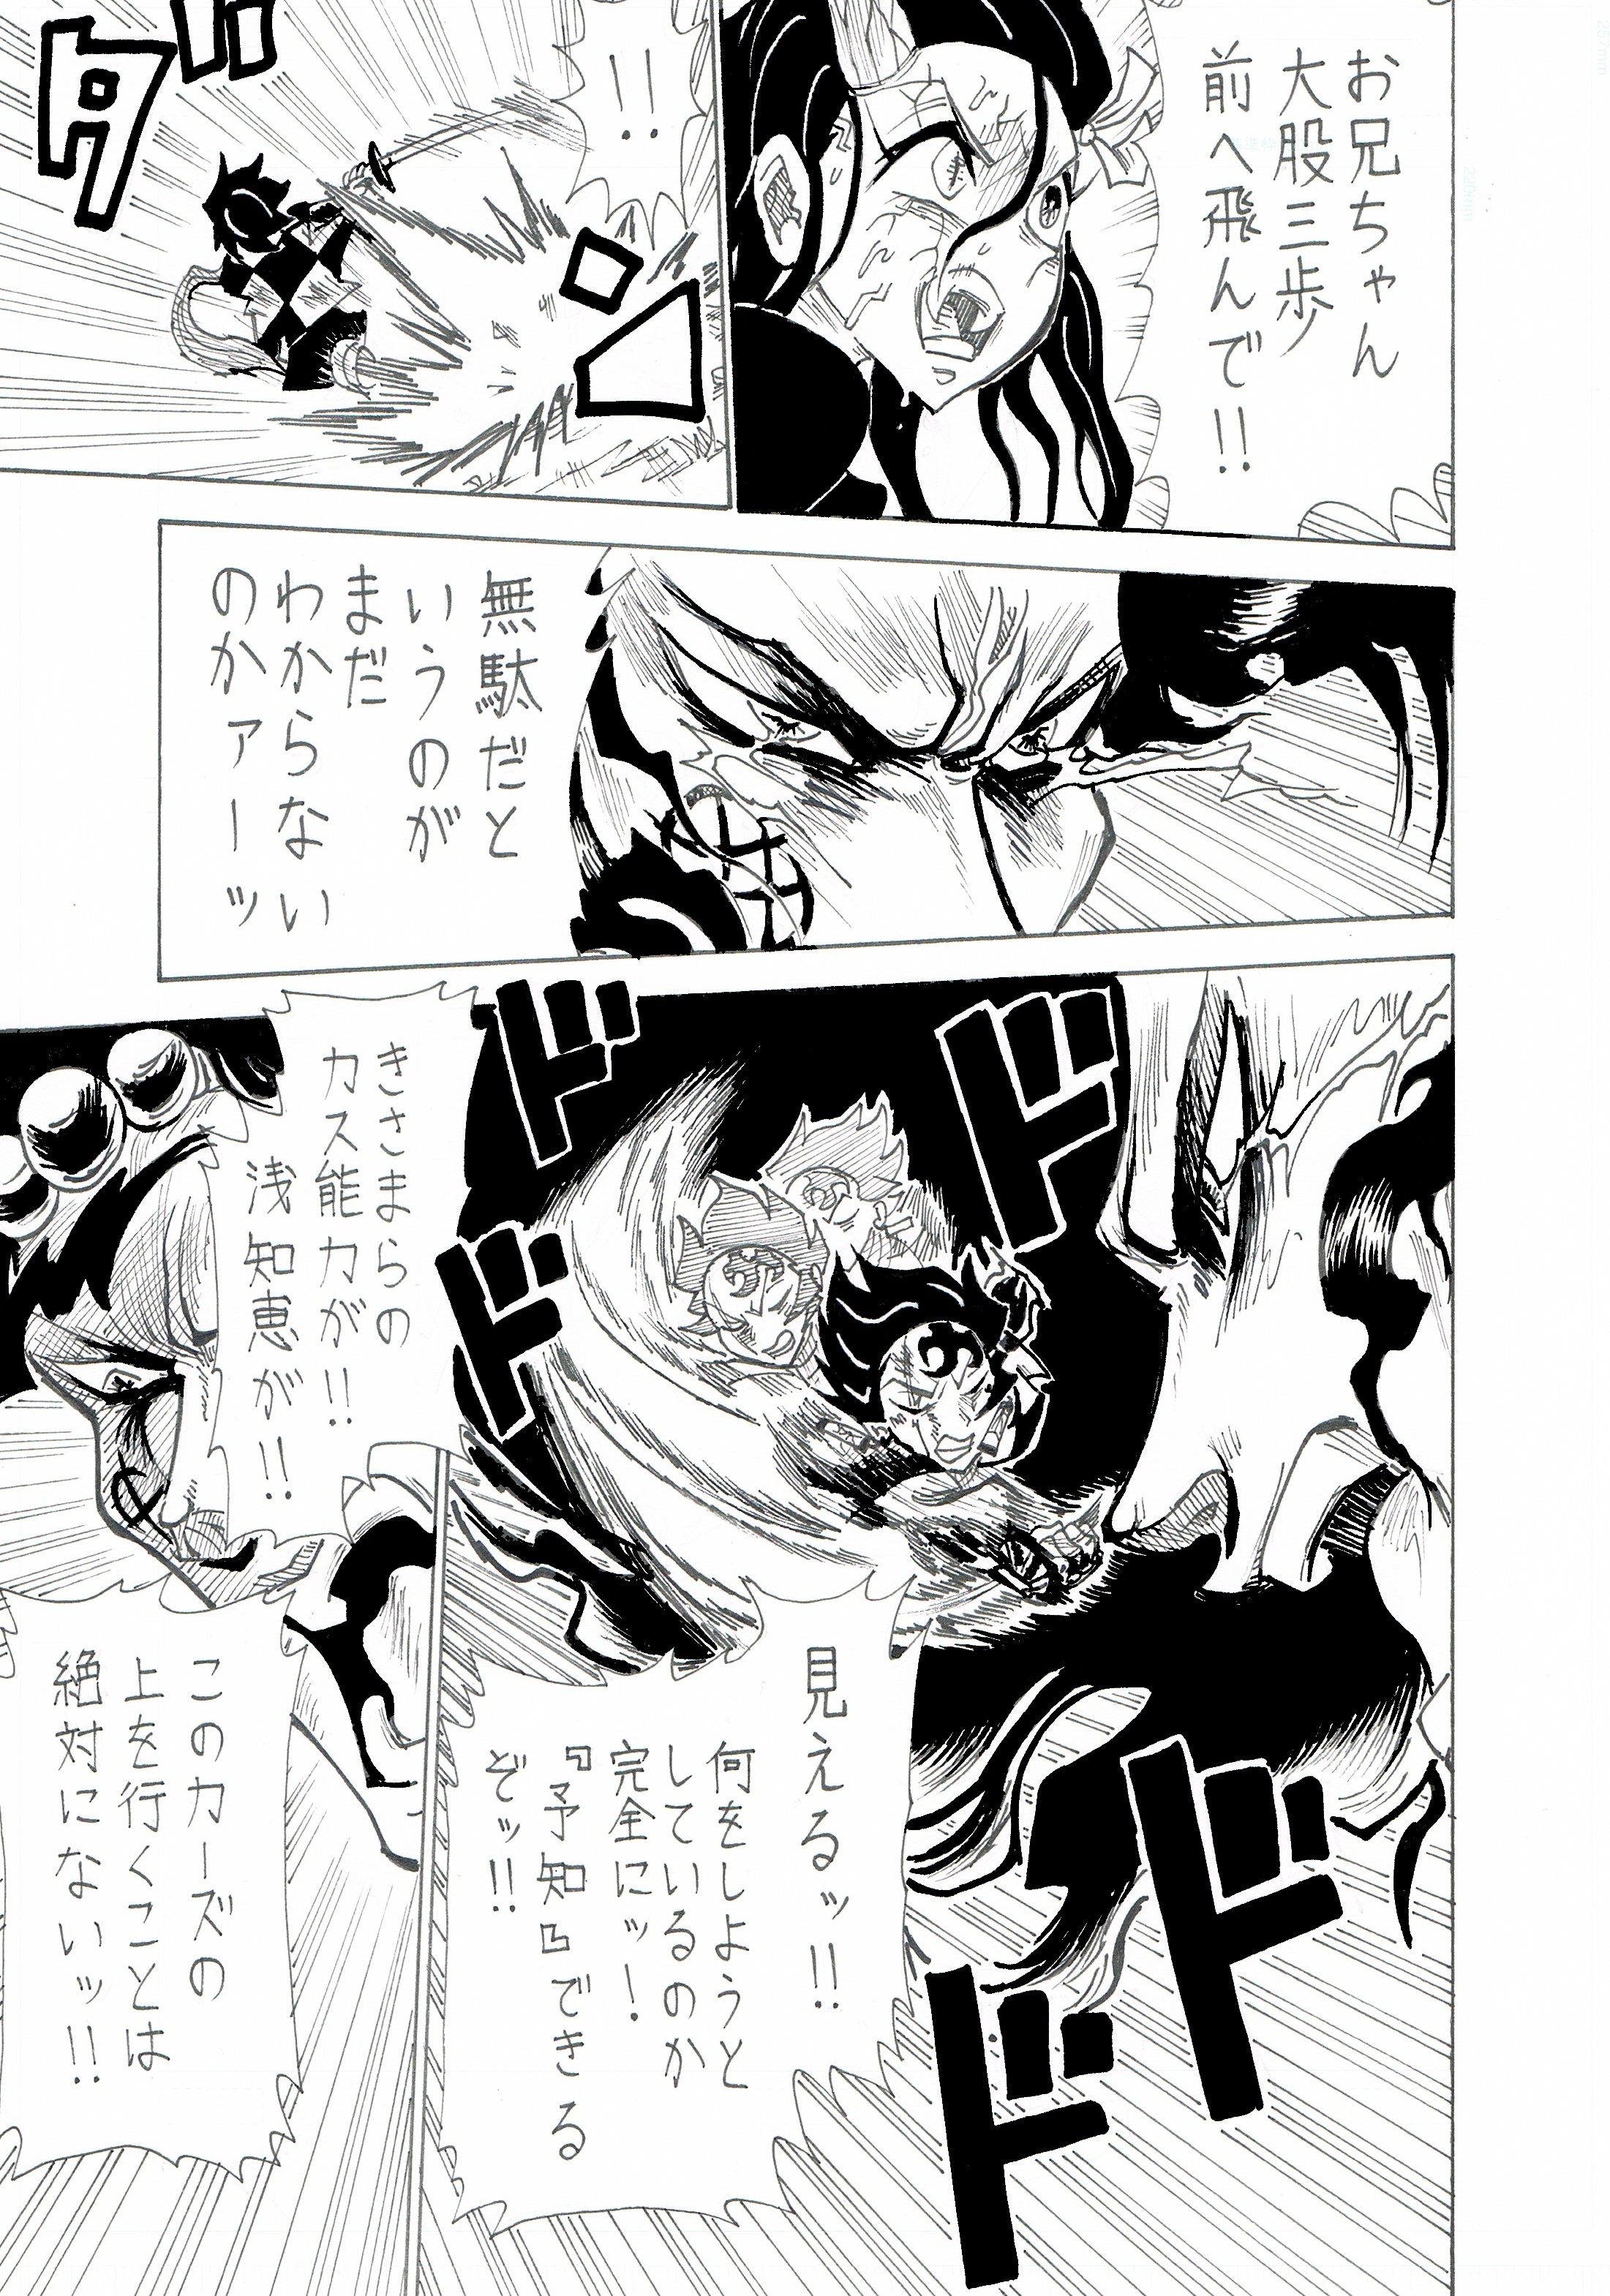 お兄ちゃん
大股三歩
前へ飛んで!!
!!
ダンッ
無駄だと
いうのが
まだ
わからない
のかァーッ
ドド
ドド
見えるッ!!
何をしようと
しているのか
完全にッ!
『予知』できる
ぞッ!!
ドド
きさまらの
カス能力が!!
浅知恵が!!
このカーズの
上を行くことは
絶対にないッ!!